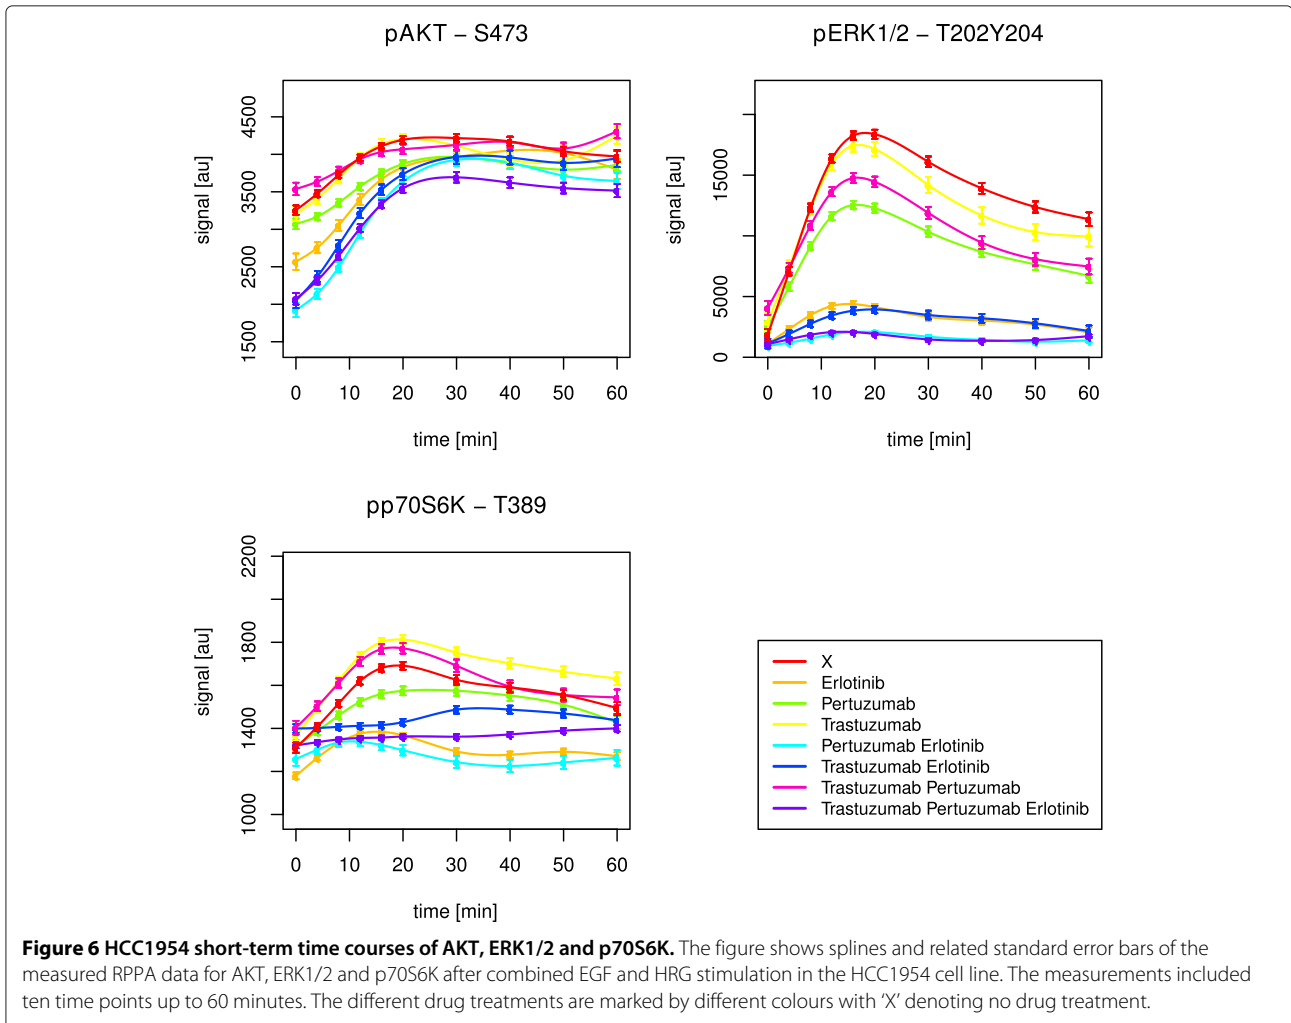 pAKT – S473
pERK1/2 – T202Y204
signal [au]
1500
2500
3500
4500
0 10 20 30 40 50 60
time [min]
signal [au]
0
5000
15000
0 10 20 30 40 50 60
time [min]
pp70S6K – T389
signal [au]
1000
1400
1800
2200
0 10 20 30 40 50 60
time [min]
X
Erlotinib
Pertuzumab
Trastuzumab
Pertuzumab Erlotinib
Trastuzumab Erlotinib
Trastuzumab Pertuzumab
Trastuzumab Pertuzumab Erlotinib
Figure 6 HCC1954 short-term time courses of AKT, ERK1/2 and p70S6K. The figure shows splines and related standard error bars of the
measured RPPA data for AKT, ERK1/2 and p70S6K after combined EGF and HRG stimulation in the HCC1954 cell line. The measurements included
ten time points up to 60 minutes. The different drug treatments are marked by different colours with ‘X’ denoting no drug treatment.